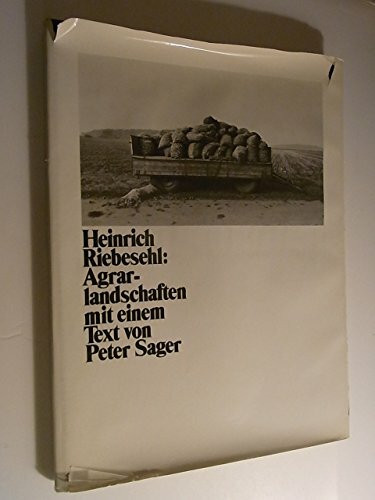 Heinrich
Riebesehl:
Agrar-
landschaften
mit einem
Text von
Peter Sager